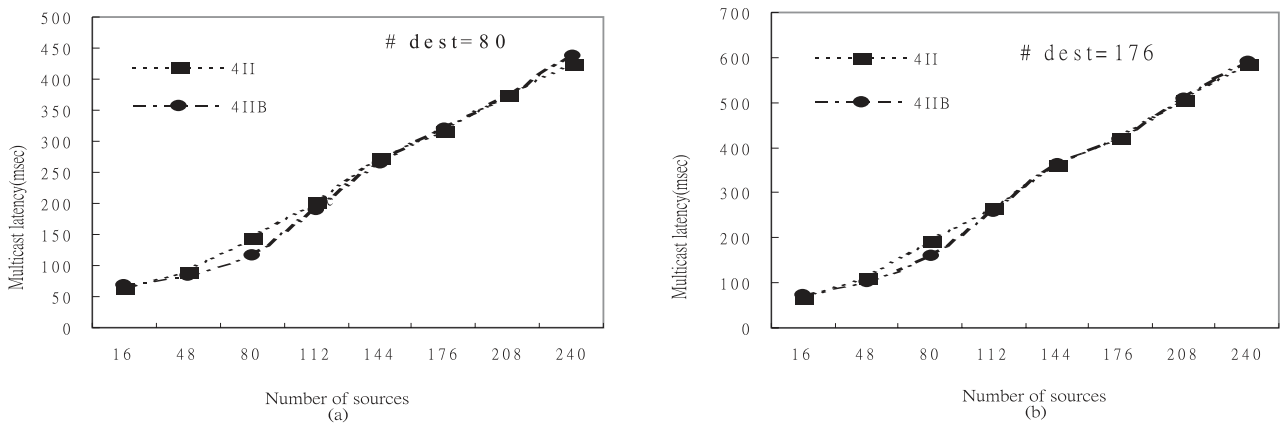 500
450
400
350
300
250
200
150
100
50
0
Multicast latency(msec)
# dest=80
4II
4IIB
16 48 80 112 144 176 208 240
Number of sources
(a)
700
600
500
400
300
200
100
0
Multicast latency(msec)
# dest=176
4II
4IIB
16 48 80 112 144 176 208 240
Number of sources
(b)